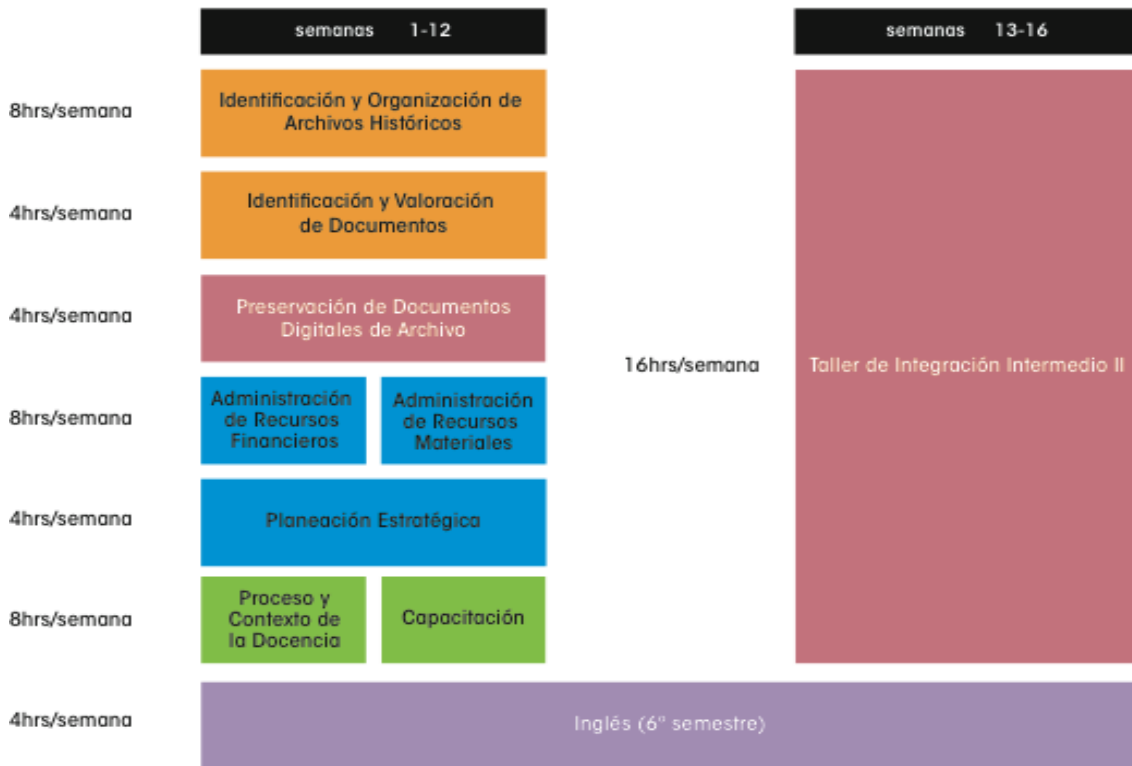 semanas 1-12
semanas 13-16
8hrs/semana
Identificación y Organización de
Archivos Históricos
4hrs/semana
Identificación y Valoración
de Documentos
4hrs/semana
Preservación de Documentos
Digitales de Archivo
8hrs/semana
Administración
de Recursos
Financieros
Administración
de Recursos
Materiales
4hrs/semana
Planeación Estratégica
8hrs/semana
Proceso y
Contexto de
la Docencia
Capacitación
16hrs/semana
Taller de Integración Intermedio II
4hrs/semana
Inglés (6º semestre)